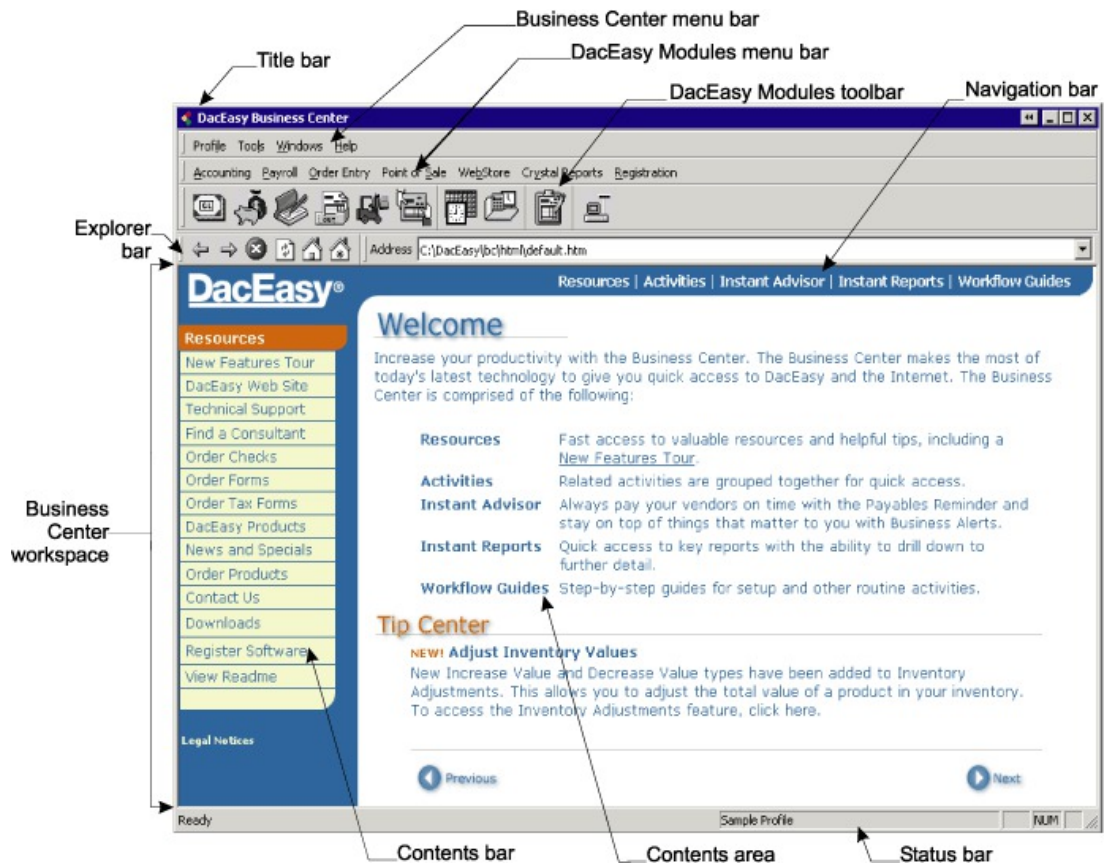 Business Center menu bar
DacEasy Modules menu bar
Title bar
DacEasy Modules toolbar
Navigation bar
DacEasy Business Center
Profile Tools Windows Help
Accounting Payroll Order Entry Point of Sale WebStore Crystal Reports Registration
Explorer
bar
Address C:\DacEasy\bc\html\default.htm
DacEasy®
Resources | Activities | Instant Advisor | Instant Reports | Workflow Guides
Resources
New Features Tour
DacEasy Web Site
Technical Support
Find a Consultant
Order Checks
Order Forms
Order Tax Forms
DacEasy Products
News and Specials
Order Products
Contact Us
Downloads
Register Software
View Readme
Legal Notices
Business
Center
workspace
Welcome
Increase your productivity with the Business Center. The Business Center makes the most of
today's latest technology to give you quick access to DacEasy and the Internet. The Business
Center is comprised of the following:
Resources Fast access to valuable resources and helpful tips, including a
New Features Tour.
Activities Related activities are grouped together for quick access.
Instant Advisor Always pay your vendors on time with the Payables Reminder and
stay on top of things that matter to you with Business Alerts.
Instant Reports Quick access to key reports with the ability to drill down to
further detail.
Workflow Guides Step-by-step guides for setup and other routine activities.
Tip Center
NEW! Adjust Inventory Values
New Increase Value and Decrease Value types have been added to Inventory
Adjustments. This allows you to adjust the total value of a product in your inventory.
To access the Inventory Adjustments feature, click here.
Previous
Next
Ready
Sample Profile
NUM
Contents bar
Contents area
Status bar